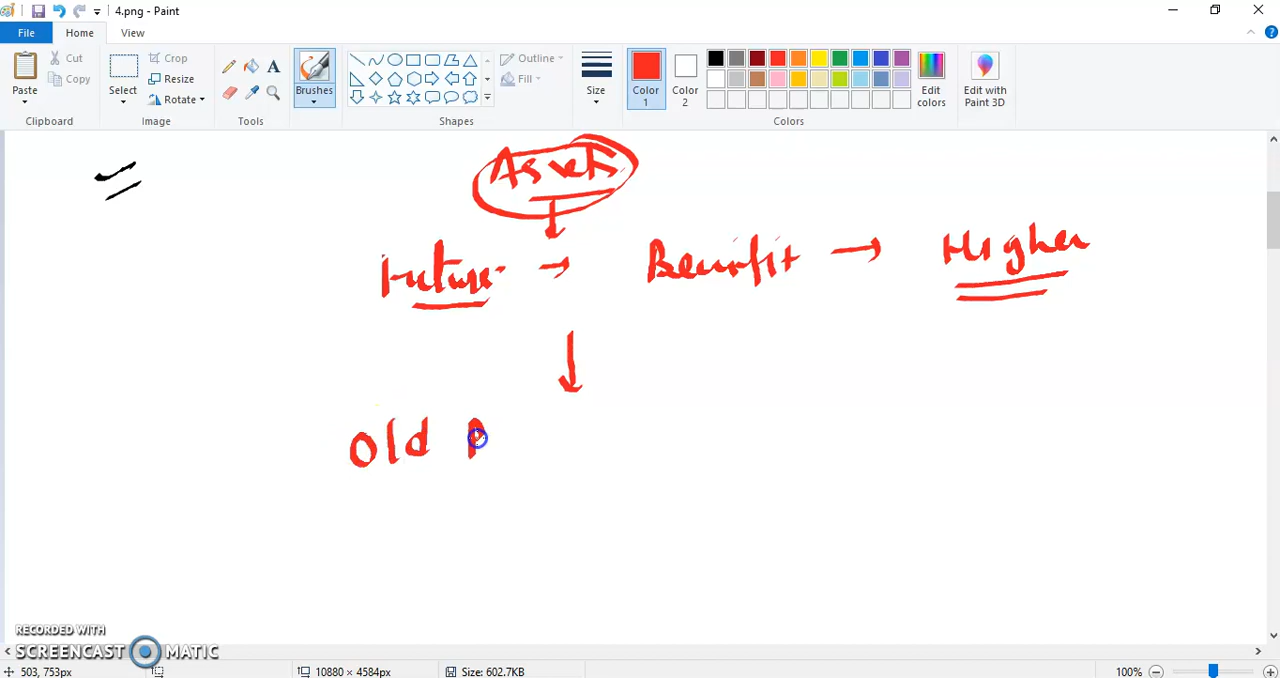 4.png - Paint
File Home View
Paste Cut Copy Clipboard
Select Crop Resize Rotate Image
A Tools
Brushes
Shapes Outline Fill
Size
Color 1 Color 2 Colors
Edit colors
Edit with Paint 3D
Assets
Future → Benifit → Higher
Old P
RECORDED WITH
SCREENCAST MATIC
503, 753px 10880 × 4584px Size: 602.7KB 100%